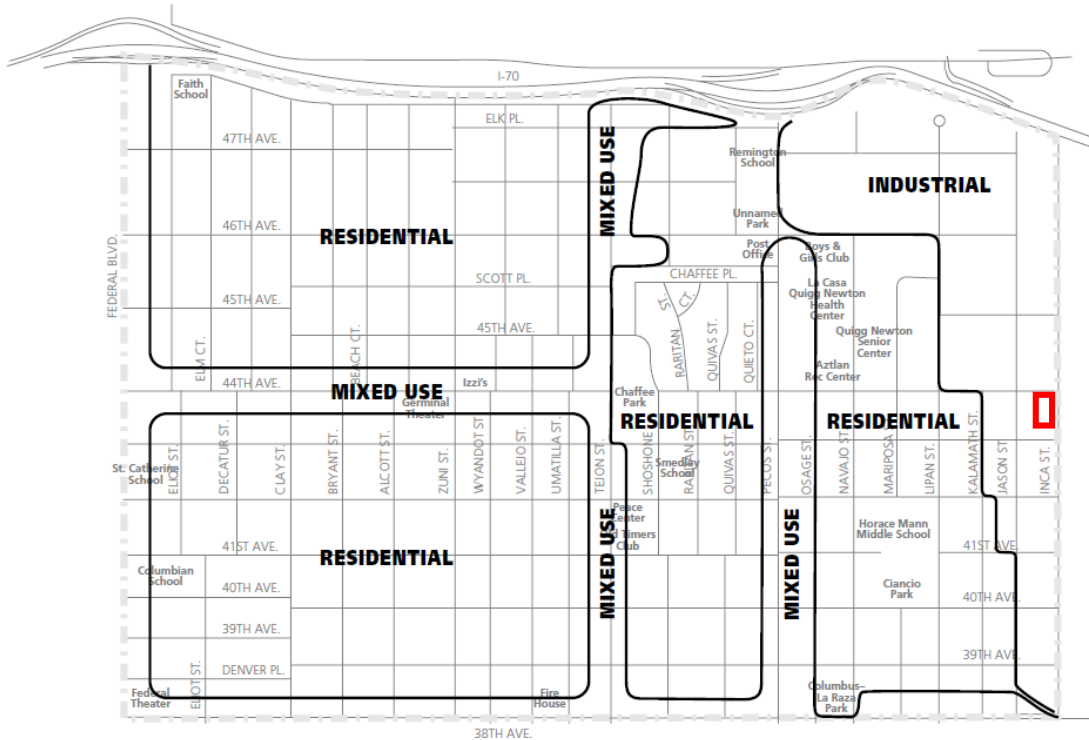 I-70
Faith
School
ELK PL.
47TH AVE.
MIXED USE
Remington
School
INDUSTRIAL
Unnamed
Park
46TH AVE.
RESIDENTIAL
Post
Office
Boys &
Girls Club
FEDERAL BLVD.
SCOTT PL.
CHAFFEE PL.
La Casa
Quigg Newton
Health
Center
45TH AVE.
ST.
CT.
RARITAN
QUIVAS ST.
QUIETO CT.
45TH AVE.
Quigg Newton
Senior
Center
ELM CT.
BEACH CT.
Aztlan
Rec Center
44TH AVE.
MIXED USE
Izzi's
Germinal
Theater
Chaffee
Park
RESIDENTIAL
RESIDENTIAL
St. Catherine
School
ELIOT ST.
DECATUR ST.
CLAY ST.
BRYANT ST.
ALCOTT ST.
ZUNI ST.
WYANDOT ST
VALLEJO ST.
UMATILLA ST.
TEJON ST.
SHOSHONE
RARITAN ST.
QUIVAS ST.
PECOS ST.
OSAGE ST.
NAVAJO ST.
MARIPOSA
LIPAN ST.
KALAMATH ST.
JASON ST
INCA ST.
Smedley
School
Peace
Center
Old Timers
Club
MIXED USE
MIXED USE
Horace Mann
Middle School
41ST AVE.
41ST AVE.
RESIDENTIAL
Columbian
School
Ciancio
Park
40TH AVE.
40TH AVE.
39TH AVE.
39TH AVE.
DENVER PL.
ELIOT ST.
Federal
Theater
Fire
House
Columbus–
La Raza
Park
38TH AVE.